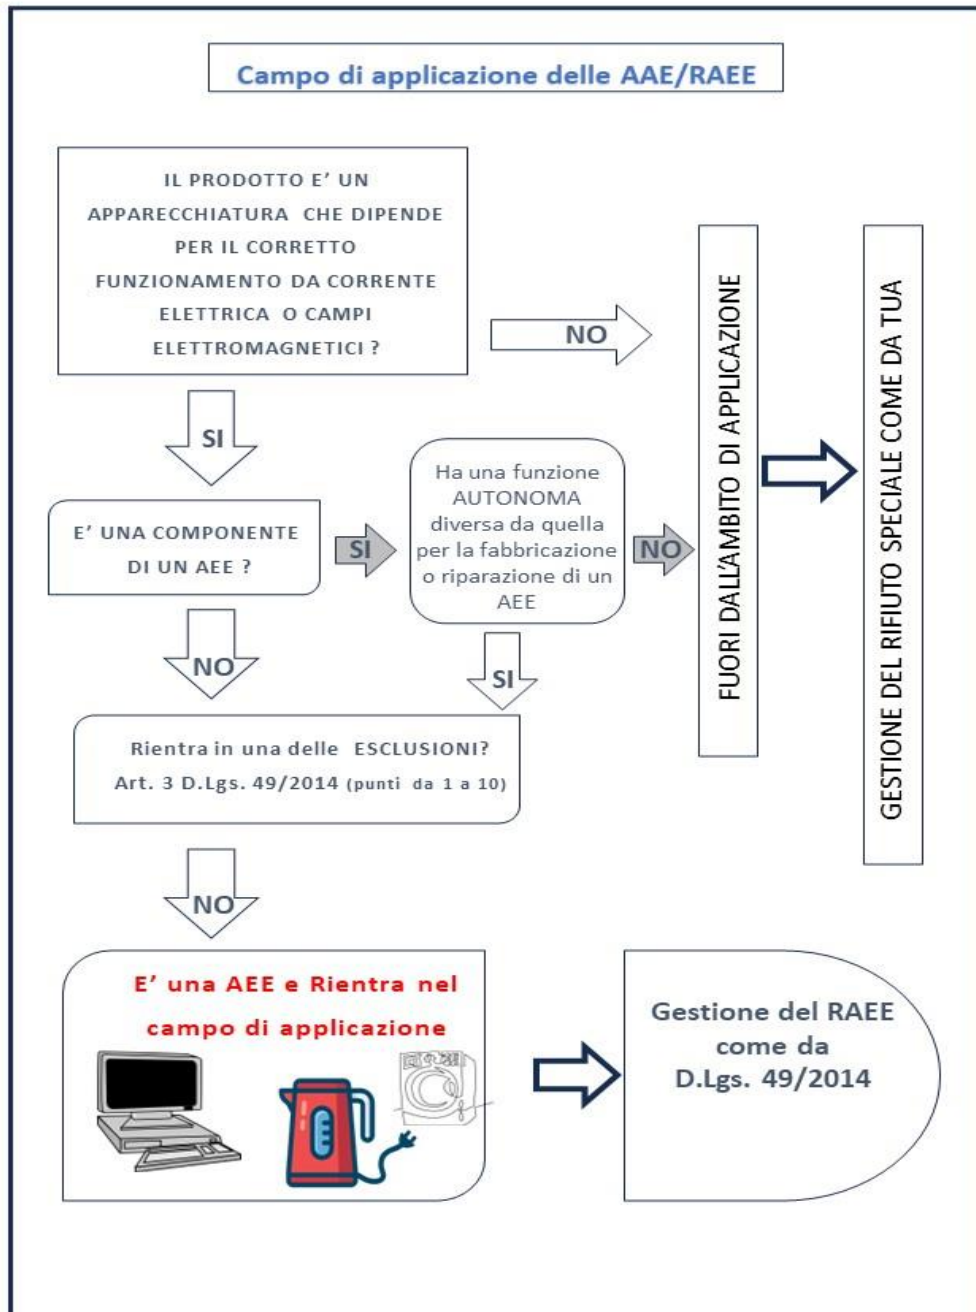 Campo di applicazione delle AAE/RAEE
IL PRODOTTO E' UN
APPARECCHIATURA CHE DIPENDE
PER IL CORRETTO
FUNZIONAMENTO DA CORRENTE
ELETTRICA O CAMPI
ELETTROMAGNETICI ?
NO
SI
E' UNA COMPONENTE
DI UN AEE ?
SI
Ha una funzione
AUTONOMA
diversa da quella
per la fabbricazione
o riparazione di un
AEE
NO
FUORI DALL'AMBITO DI APPLICAZIONE
GESTIONE DEL RIFIUTO SPECIALE COME DA TUA
NO
SI
Rientra in una delle ESCLUSIONI?
Art. 3 D.Lgs. 49/2014 (punti da 1 a 10)
NO
E' una AEE e Rientra nel
campo di applicazione
Gestione del RAEE
come da
D.Lgs. 49/2014